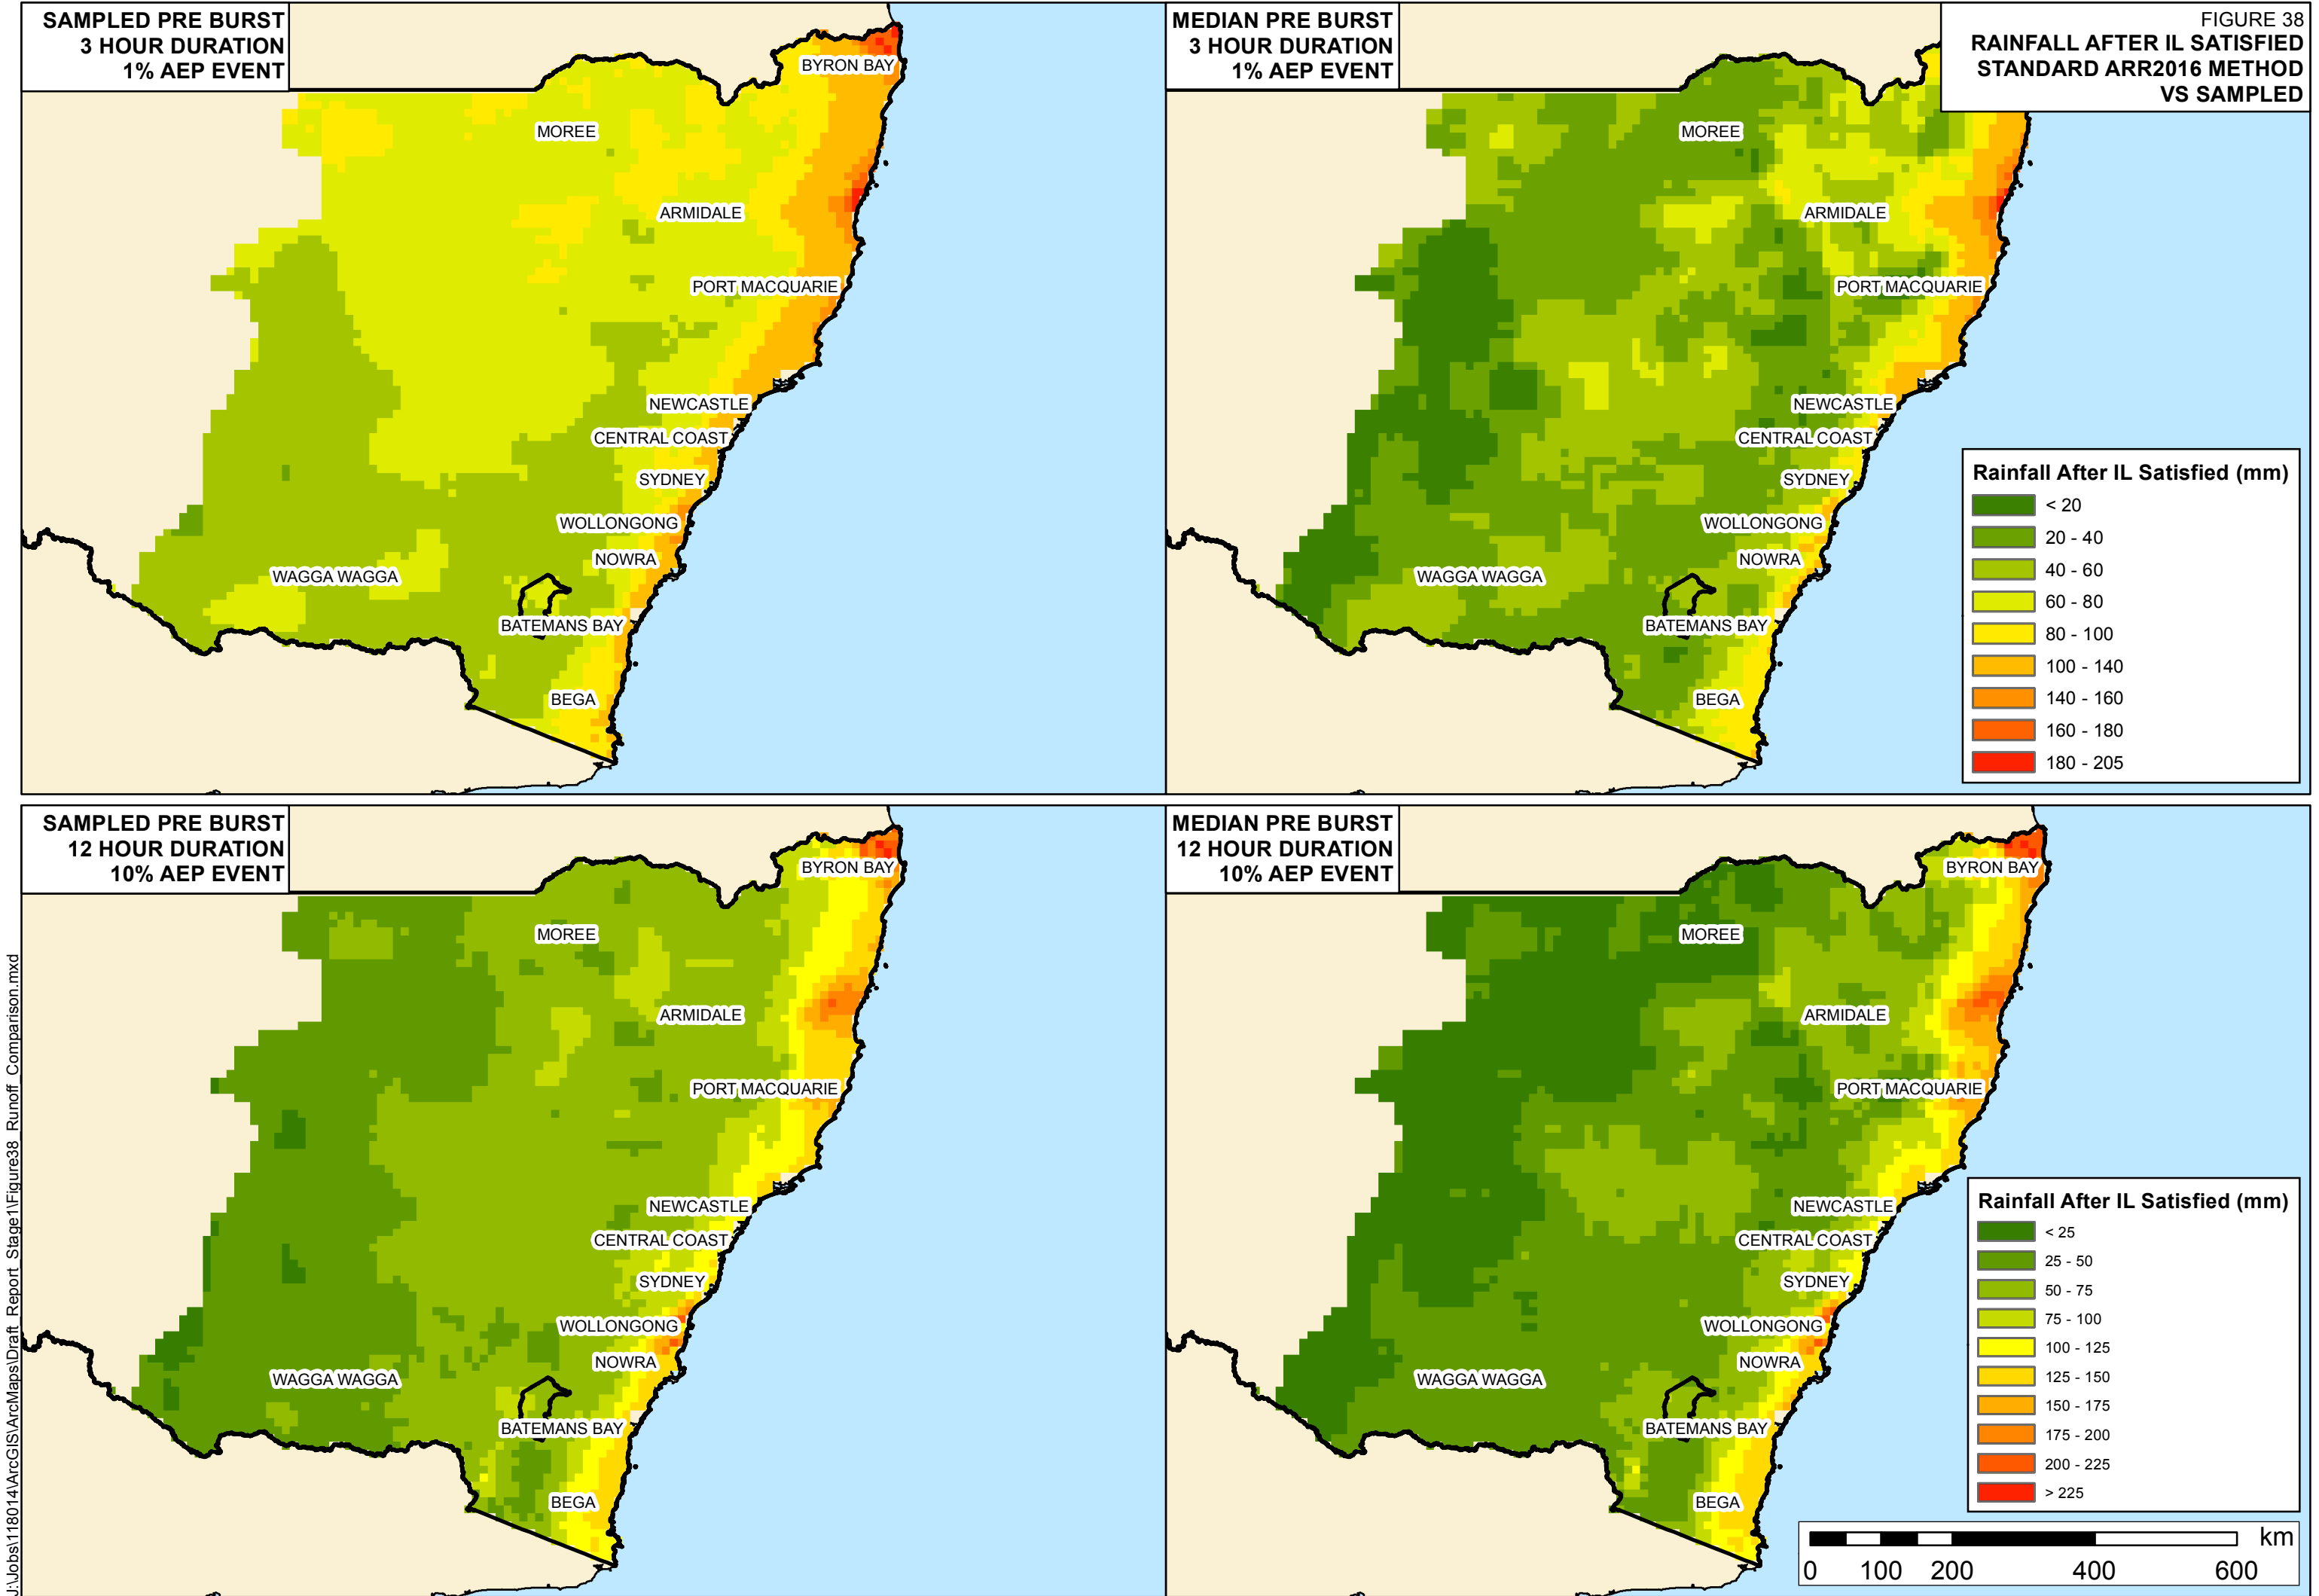 SAMPLED PRE BURST
3 HOUR DURATION
1% AEP EVENT
BYRON BAY
MOREE
ARMIDALE
PORT MACQUARIE
NEWCASTLE
CENTRAL COAST
SYDNEY
WOLLONGONG
NOWRA
WAGGA WAGGA
BATEMANS BAY
BEGA
MEDIAN PRE BURST
3 HOUR DURATION
1% AEP EVENT
FIGURE 38
RAINFALL AFTER IL SATISFIED
STANDARD ARR2016 METHOD
VS SAMPLED
MOREE
ARMIDALE
PORT MACQUARIE
NEWCASTLE
CENTRAL COAST
SYDNEY
WOLLONGONG
NOWRA
WAGGA WAGGA
BATEMANS BAY
BEGA
Rainfall After IL Satisfied (mm)
< 20
20 - 40
40 - 60
60 - 80
80 - 100
100 - 140
140 - 160
160 - 180
180 - 205
SAMPLED PRE BURST
12 HOUR DURATION
10% AEP EVENT
BYRON BAY
MOREE
ARMIDALE
PORT MACQUARIE
NEWCASTLE
CENTRAL COAST
SYDNEY
WOLLONGONG
NOWRA
WAGGA WAGGA
BATEMANS BAY
BEGA
MEDIAN PRE BURST
12 HOUR DURATION
10% AEP EVENT
BYRON BAY
MOREE
ARMIDALE
PORT MACQUARIE
NEWCASTLE
CENTRAL COAST
SYDNEY
WOLLONGONG
NOWRA
WAGGA WAGGA
BATEMANS BAY
BEGA
Rainfall After IL Satisfied (mm)
< 25
25 - 50
50 - 75
75 - 100
100 - 125
125 - 150
150 - 175
175 - 200
200 - 225
> 225
km
0 100 200 400 600
J:\Jobs\118014\ArcGIS\ArcMaps\Draft_Report_Stage1\Figure38_Runoff_Comparison.mxd